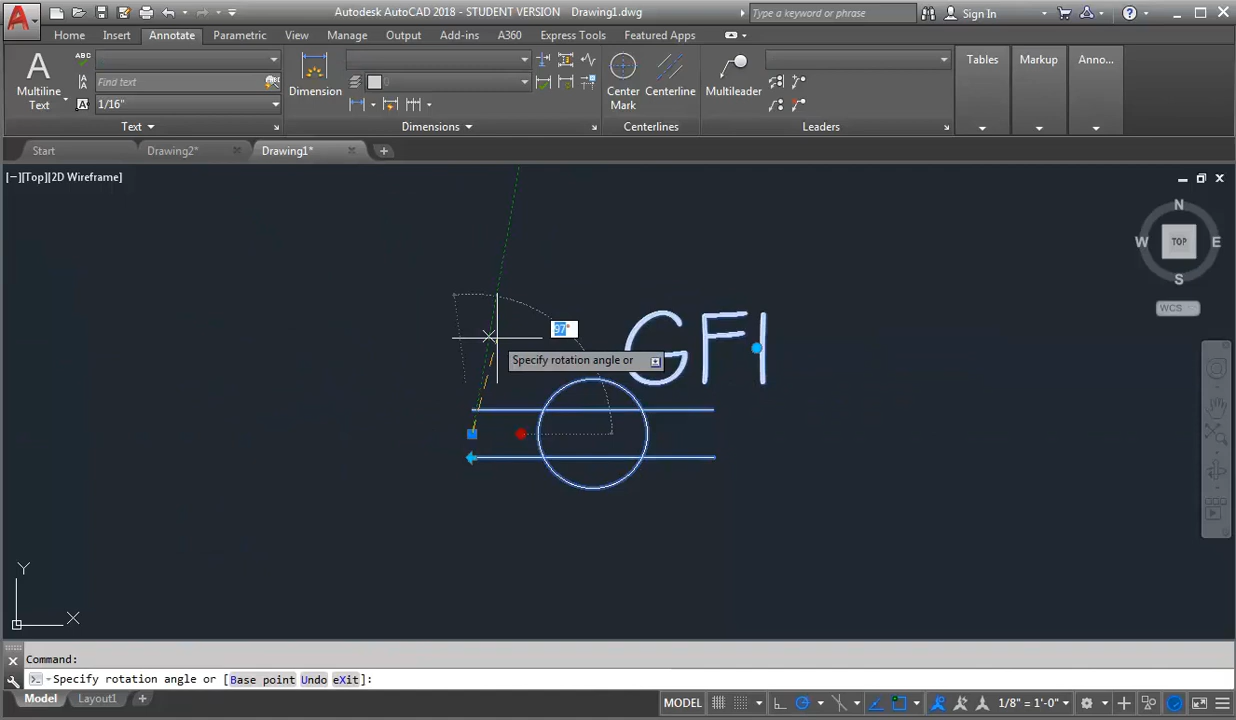 Autodesk AutoCAD 2018 - STUDENT VERSION Drawing1.dwg
Type a keyword or phrase
Sign In
Home Insert Annotate Parametric View Manage Output Add-ins A360 Express Tools Featured Apps
Multiline Text
ABC
Find text
1/16"
Text
Dimension
0
Dimensions
Center Mark
Centerline
Centerlines
Multileader
Leaders
Tables
Markup
Anno...
Start Drawing2* Drawing1*
[−][Top][2D Wireframe]
N
W TOP E
S
WCS
97°
GFI
Specify rotation angle or
Y
X
Command:
Specify rotation angle or [Base point Undo eXit]:
Model Layout1
MODEL
1/8" = 1'-0"